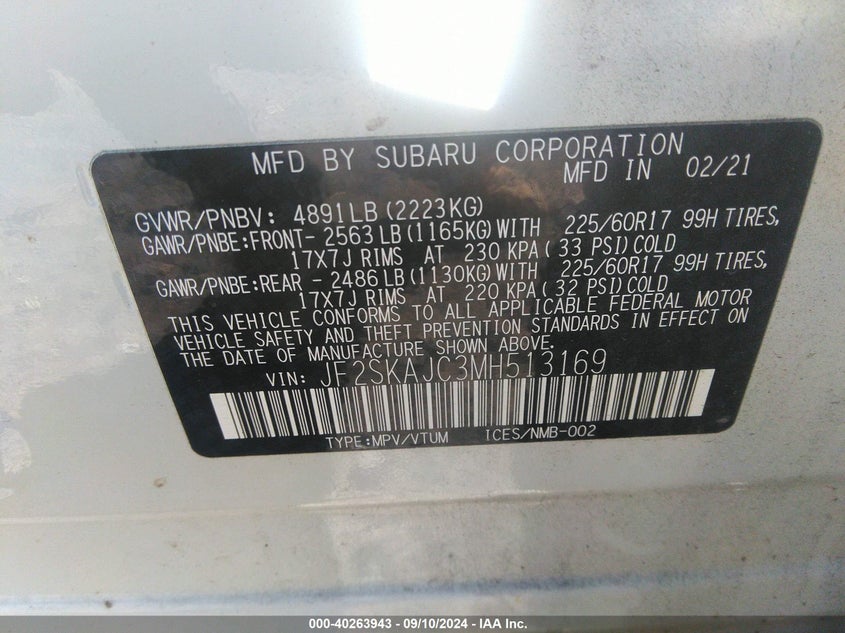 MFD BY SUBARU CORPORATION
MFD IN 02/21
GVWR/PNBV: 4891LB (2223KG)
GAWR/PNBE:FRONT- 2563LB(1165KG)WITH 225/60R17 99H TIRES,
17X7J RIMS AT 230 KPA( 33 PSI)COLD
GAWR/PNBE:REAR - 2486LB(1130KG)WITH 225/60R17 99H TIRES,
17X7J RIMS AT 220 KPA( 32 PSI)COLD
THIS VEHICLE CONFORMS TO ALL APPLICABLE FEDERAL MOTOR
VEHICLE SAFETY AND THEFT PREVENTION STANDARDS IN EFFECT ON
THE DATE OF MANUFACTURE SHOWN ABOVE.
VIN: JF2SKAJC3MH513169
TYPE:MPV/VTUM ICES/NMB-002
000-40263943 - 09/10/2024 - IAA Inc.